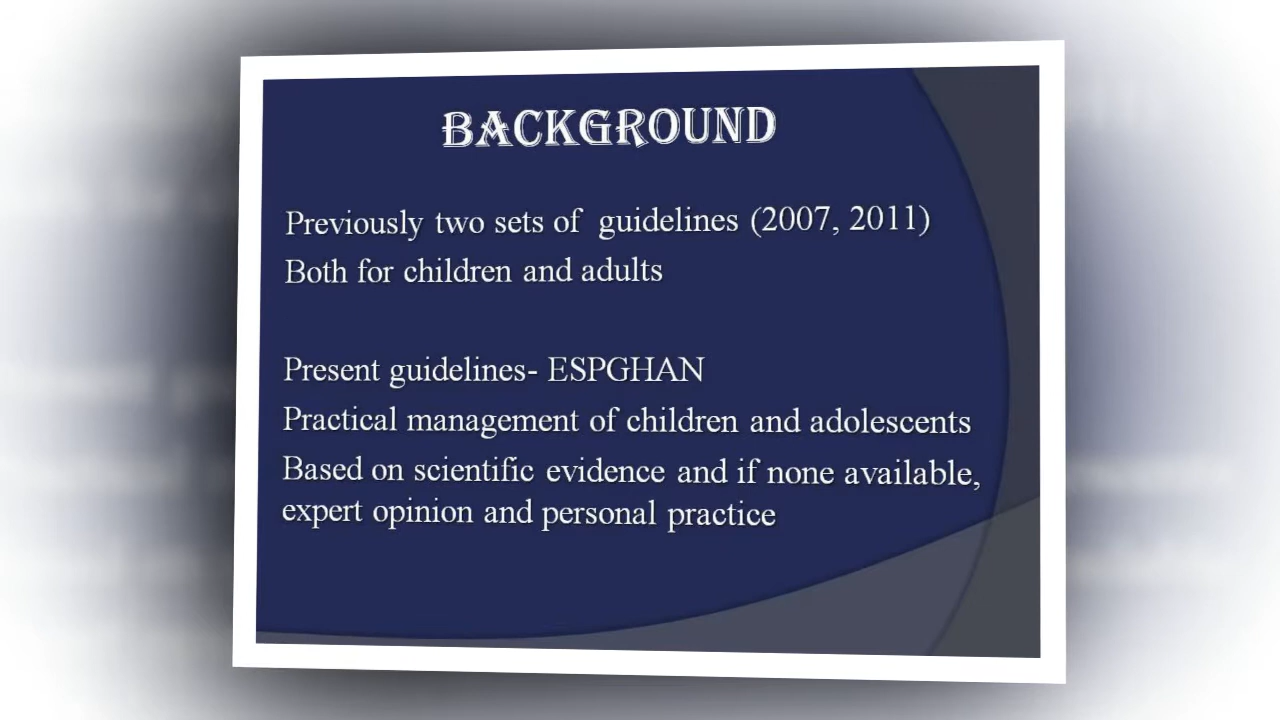 BACKGROUND
Previously two sets of guidelines (2007, 2011)
Both for children and adults
Present guidelines- ESPGHAN
Practical management of children and adolescents
Based on scientific evidence and if none available,
expert opinion and personal practice